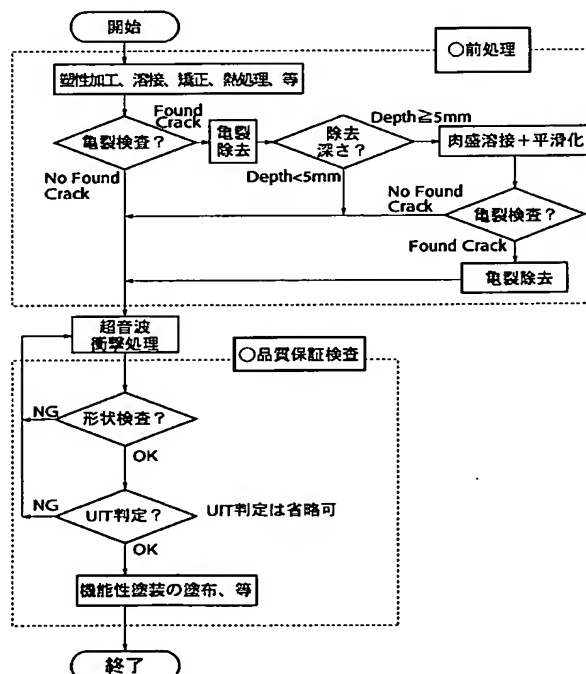 開始
○前処理
塑性加工、溶接、矯正、熱処理、等
亀裂検査?
Found
Crack
亀裂
除去
除去
深さ?
Depth≧5mm
肉盛溶接+平滑化
No Found
Crack
Depth<5mm
No Found
Crack
亀裂検査?
Found Crack
亀裂除去
超音波
衝撃処理
○品質保証検査
NG
形状検査?
OK
NG
UIT判定?
UIT判定は省略可
OK
機能性塗装の塗布、等
終了